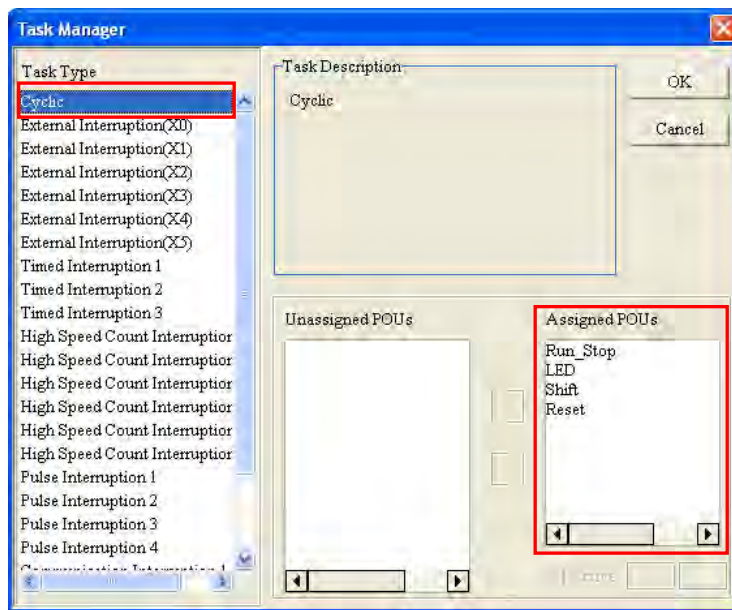 Task Manager
Task Type
Cyclic
External Interruption(X0)
External Interruption(X1)
External Interruption(X2)
External Interruption(X3)
External Interruption(X4)
External Interruption(X5)
Timed Interruption 1
Timed Interruption 2
Timed Interruption 3
High Speed Count Interruption
High Speed Count Interruption
High Speed Count Interruption
High Speed Count Interruption
High Speed Count Interruption
High Speed Count Interruption
Pulse Interruption 1
Pulse Interruption 2
Pulse Interruption 3
Pulse Interruption 4
Task Description
Cyclic
OK
Cancel
Unassigned POUs
Assigned POUs
Run_Stop
LED
Shift
Reset